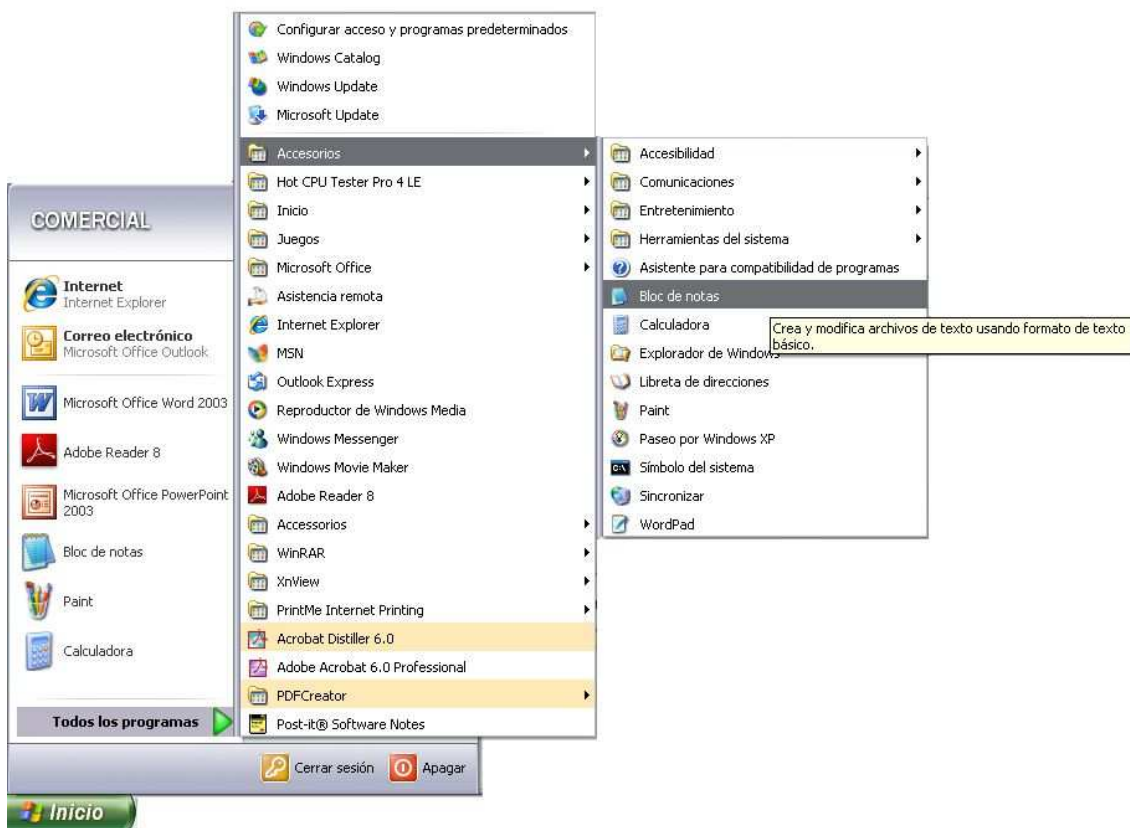 COMERCIAL
Internet
Internet Explorer
Correo electrónico
Microsoft Office Outlook
Microsoft Office Word 2003
Adobe Reader 8
Microsoft Office PowerPoint
2003
Bloc de notas
Paint
Calculadora
Todos los programas
Cerrar sesión
Apagar
Inicio
Configurar acceso y programas predeterminados
Windows Catalog
Windows Update
Microsoft Update
Accesorios
Hot CPU Tester Pro 4 LE
Inicio
Juegos
Microsoft Office
Asistencia remota
Internet Explorer
MSN
Outlook Express
Reproductor de Windows Media
Windows Messenger
Windows Movie Maker
Adobe Reader 8
Accessorios
WinRAR
XnView
PrintMe Internet Printing
Acrobat Distiller 6.0
Adobe Acrobat 6.0 Professional
PDFCreator
Post-it® Software Notes
Accesibilidad
Comunicaciones
Entretenimiento
Herramientas del sistema
Asistente para compatibilidad de programas
Bloc de notas
Calculadora
Explorador de Windows
Libreta de direcciones
Paint
Paseo por Windows XP
Símbolo del sistema
Sincronizar
WordPad
Crea y modifica archivos de texto usando formato de texto
básico.